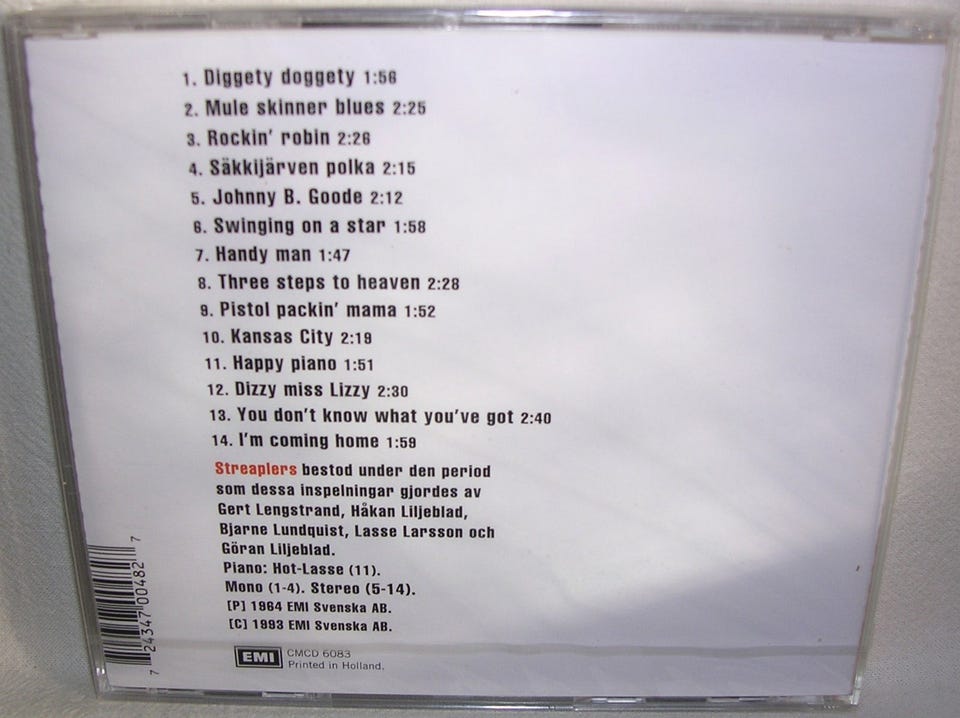 1. Diggety doggety 1:56
2. Mule skinner blues 2:25
3. Rockin' robin 2:26
4. Säkkijärven polka 2:15
5. Johnny B. Goode 2:12
6. Swinging on a star 1:58
7. Handy man 1:47
8. Three steps to heaven 2:28
9. Pistol packin' mama 1:52
10. Kansas City 2:19
11. Happy piano 1:51
12. Dizzy miss Lizzy 2:30
13. You don't know what you've got 2:40
14. I'm coming home 1:59
Streaplers bestod under den period
som dessa inspelningar gjordes av
Gert Lengstrand, Håkan Liljeblad,
Bjarne Lundquist, Lasse Larsson och
Göran Liljeblad.
Piano: Hot-Lasse (11).
Mono (1-4). Stereo (5-14).
[P] 1964 EMI Svenska AB.
[C] 1993 EMI Svenska AB.
EMI CMCD 6083
Printed in Holland.
7 24347 00482 7